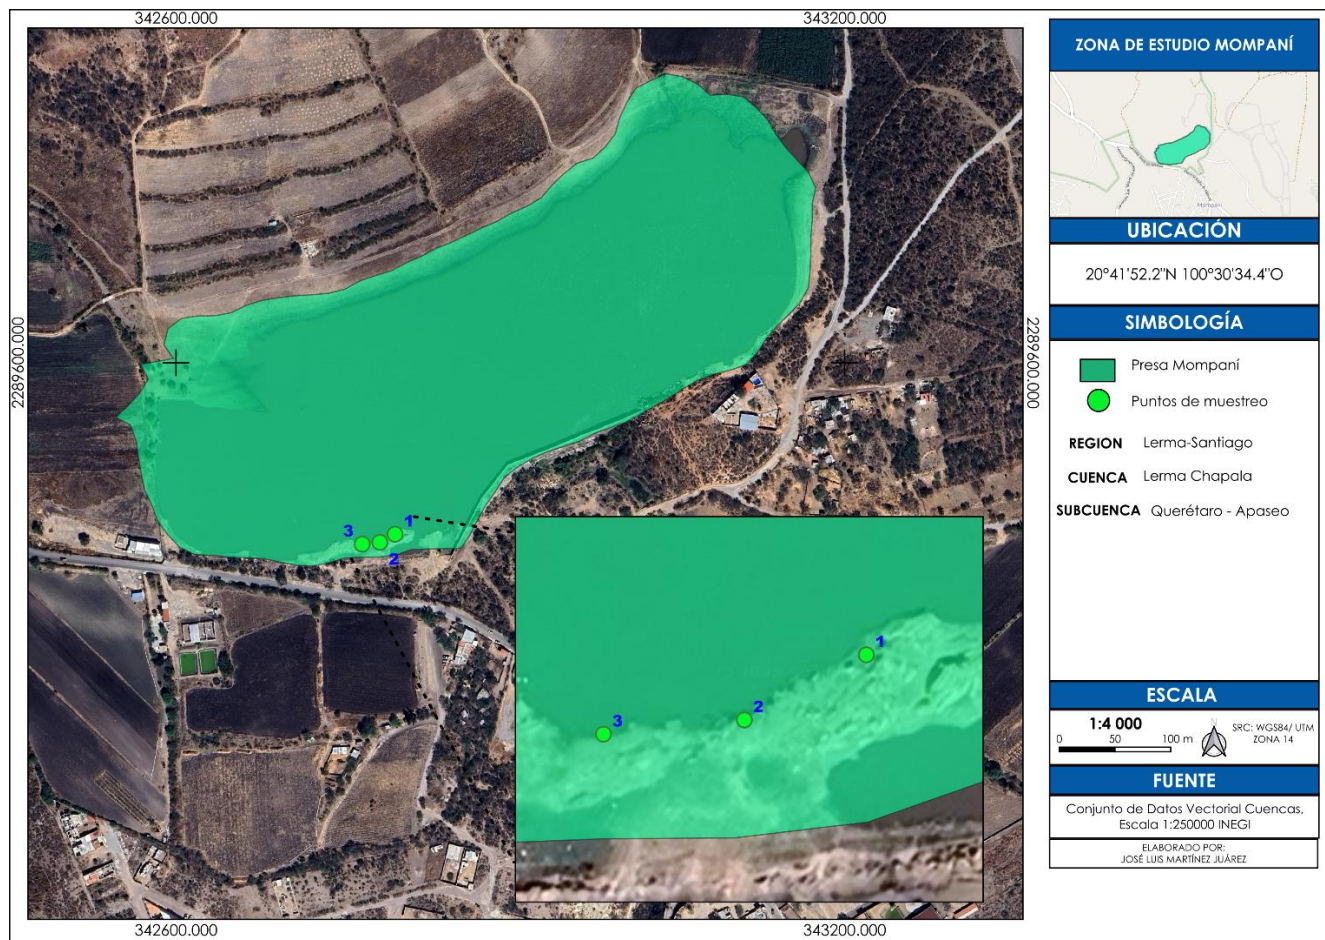 342600.000
343200.000
2289600.000
2289600.000
342600.000
343200.000
1
2
3
1
2
3
ZONA DE ESTUDIO MOMPANÍ
Mompaní
UBICACIÓN
20°41'52.2"N 100°30'34.4"O
SIMBOLOGÍA
Presa Mompaní
Puntos de muestreo
REGION Lerma-Santiago
CUENCA Lerma Chapala
SUBCUENCA Querétaro - Apaseo
ESCALA
1:4 000
0 50 100 m
N
SRC: WGS84/ UTM
ZONA 14
FUENTE
Conjunto de Datos Vectorial Cuencas,
Escala 1:250000 INEGI
ELABORADO POR:
JOSÉ LUIS MARTÍNEZ JUÁREZ